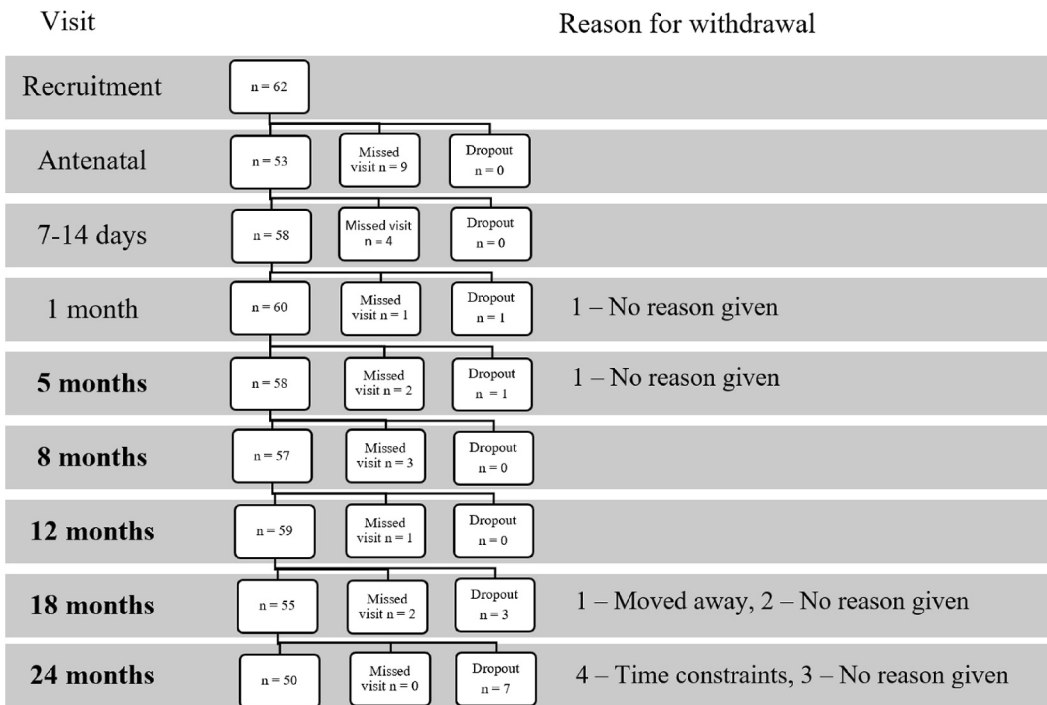 Visit
Reason for withdrawal
Recruitment
n = 62
Antenatal
n = 53
Missed
visit n = 9
Dropout
n = 0
7-14 days
n = 58
Missed visit
n = 4
Dropout
n = 0
1 month
n = 60
Missed
visit n = 1
Dropout
n = 1
1 – No reason given
5 months
n = 58
Missed
visit n = 2
Dropout
n = 1
1 – No reason given
8 months
n = 57
Missed
visit n = 3
Dropout
n = 0
12 months
n = 59
Missed
visit n = 1
Dropout
n = 0
18 months
n = 55
Missed
visit n = 2
Dropout
n = 3
1 – Moved away, 2 – No reason given
24 months
n = 50
Missed
visit n = 0
Dropout
n = 7
4 – Time constraints, 3 – No reason given